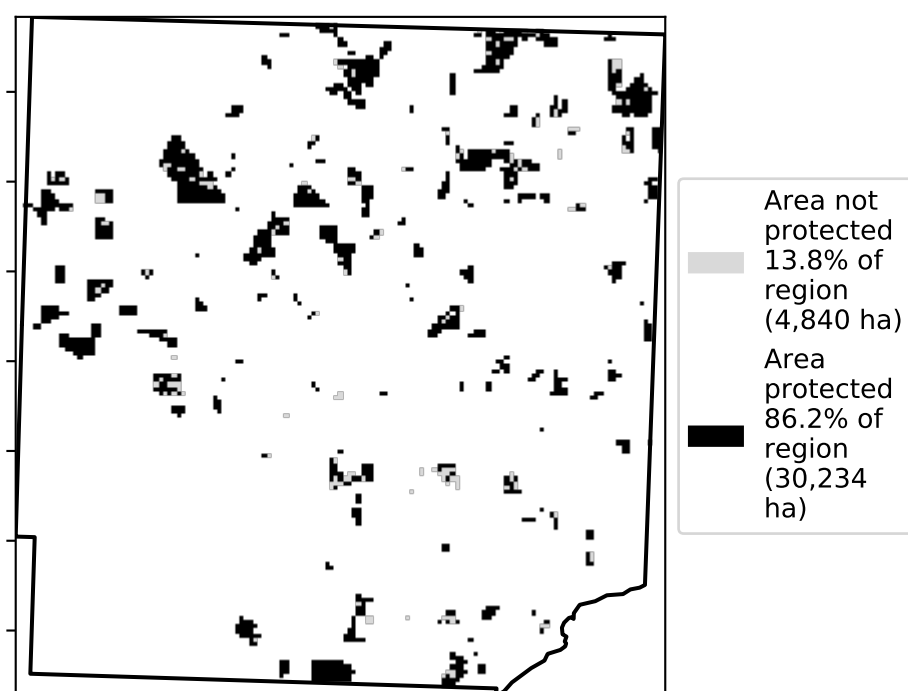 Area not
protected
13.8% of
region
(4,840 ha)
Area
protected
86.2% of
region
(30,234
ha)